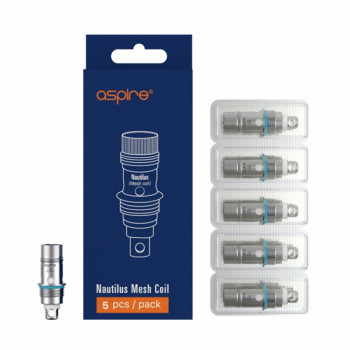 aspire®
Nautilus
(Mesh coil)
Nautilus Mesh Coil
5 pcs / pack